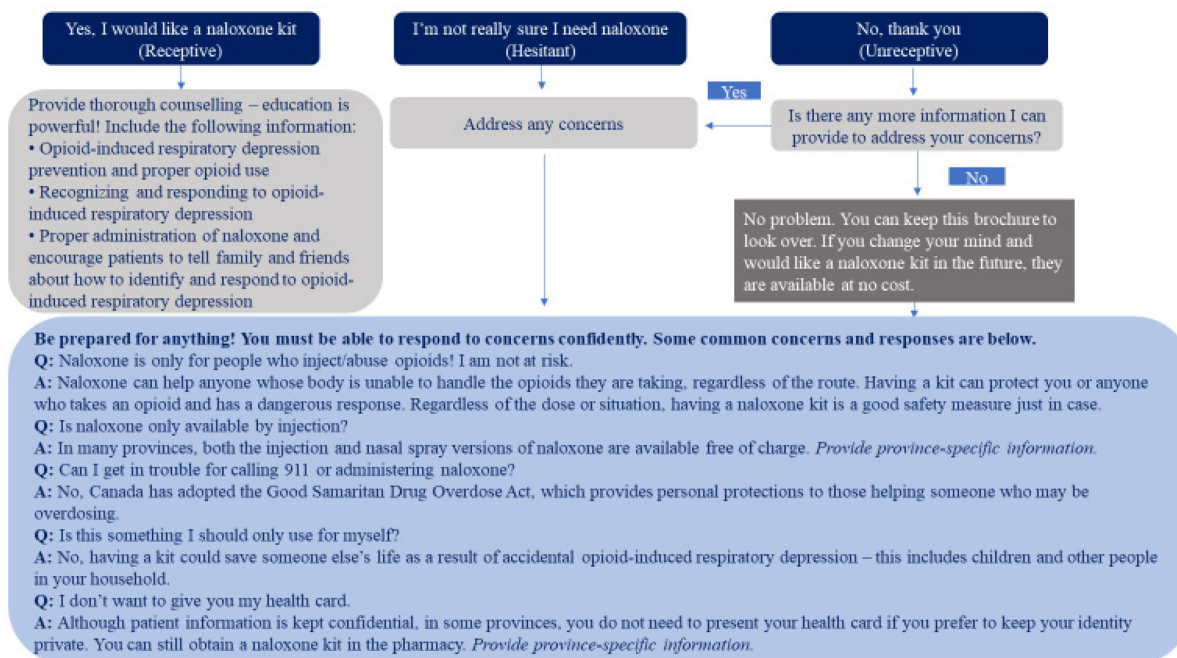 Yes, I would like a naloxone kit
(Receptive)
I'm not really sure I need naloxone
(Hesitant)
No, thank you
(Unreceptive)
Provide thorough counselling – education is
powerful! Include the following information:
• Opioid-induced respiratory depression
prevention and proper opioid use
• Recognizing and responding to opioid-
induced respiratory depression
• Proper administration of naloxone and
encourage patients to tell family and friends
about how to identify and respond to opioid-
induced respiratory depression
Address any concerns
Yes
Is there any more information I can
provide to address your concerns?
No
No problem. You can keep this brochure to
look over. If you change your mind and
would like a naloxone kit in the future, they
are available at no cost.
Be prepared for anything! You must be able to respond to concerns confidently. Some common concerns and responses are below.
Q: Naloxone is only for people who inject/abuse opioids! I am not at risk.
A: Naloxone can help anyone whose body is unable to handle the opioids they are taking, regardless of the route. Having a kit can protect you or anyone
who takes an opioid and has a dangerous response. Regardless of the dose or situation, having a naloxone kit is a good safety measure just in case.
Q: Is naloxone only available by injection?
A: In many provinces, both the injection and nasal spray versions of naloxone are available free of charge. Provide province-specific information.
Q: Can I get in trouble for calling 911 or administering naloxone?
A: No, Canada has adopted the Good Samaritan Drug Overdose Act, which provides personal protections to those helping someone who may be
overdosing.
Q: Is this something I should only use for myself?
A: No, having a kit could save someone else's life as a result of accidental opioid-induced respiratory depression – this includes children and other people
in your household.
Q: I don't want to give you my health card.
A: Although patient information is kept confidential, in some provinces, you do not need to present your health card if you prefer to keep your identity
private. You can still obtain a naloxone kit in the pharmacy. Provide province-specific information.